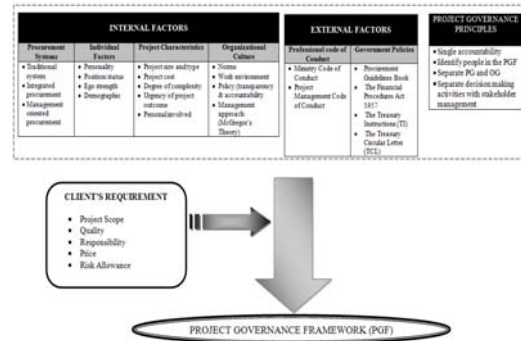 INTERNAL FACTORS
Procurement
Systems
Traditional
system
Integrated
procurement
Management
oriented
procurement
Individual
Factors
Personality
Position/status
Ego strength
Demographic
Project Characteristics
Project size and type
Project cost
Degree of complexity
Urgency of project
outcome
Personal involved
Organizational
Culture
Norms
Work environment
Policy (transparency
& accountability
Management
approach
(McGregor's
Theory)
EXTERNAL FACTORS
Professional code of
Conduct
Ministry Code of
Conduct
Project
Management Code
of Conduct
Government Policies
Procurement
Guidelines Book
The Financial
Procedures Act
1957
The Treasury
Instructions (TI)
The Treasury
Circular Letter
(TCL)
PROJECT GOVERNANCE
PRINCIPLES
Single accountability
Identify people in the PGF
Separate PG and OG
Separate decision making
activities with stakeholder
management
CLIENT'S REQUIREMENT
Project Scope
Quality
Responsibility
Price
Risk Allowance
PROJECT GOVERNANCE FRAMEWORK (PGF)